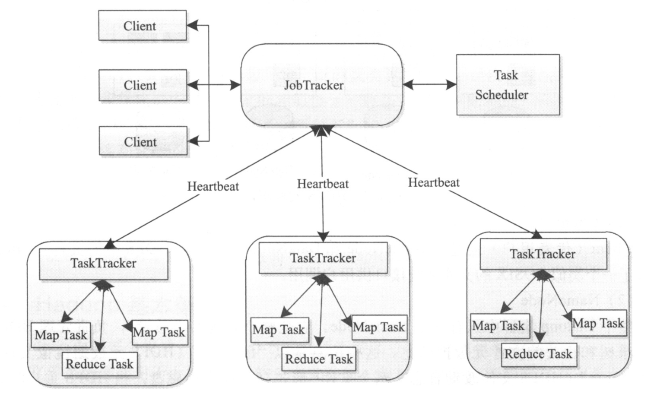 Client
Client
Client
JobTracker
Task
Scheduler
Heartbeat
Heartbeat
Heartbeat
TaskTracker
Map Task
Map Task
Reduce Task
TaskTracker
Map Task
Map Task
Reduce Task
TaskTracker
Map Task
Map Task
Reduce Task